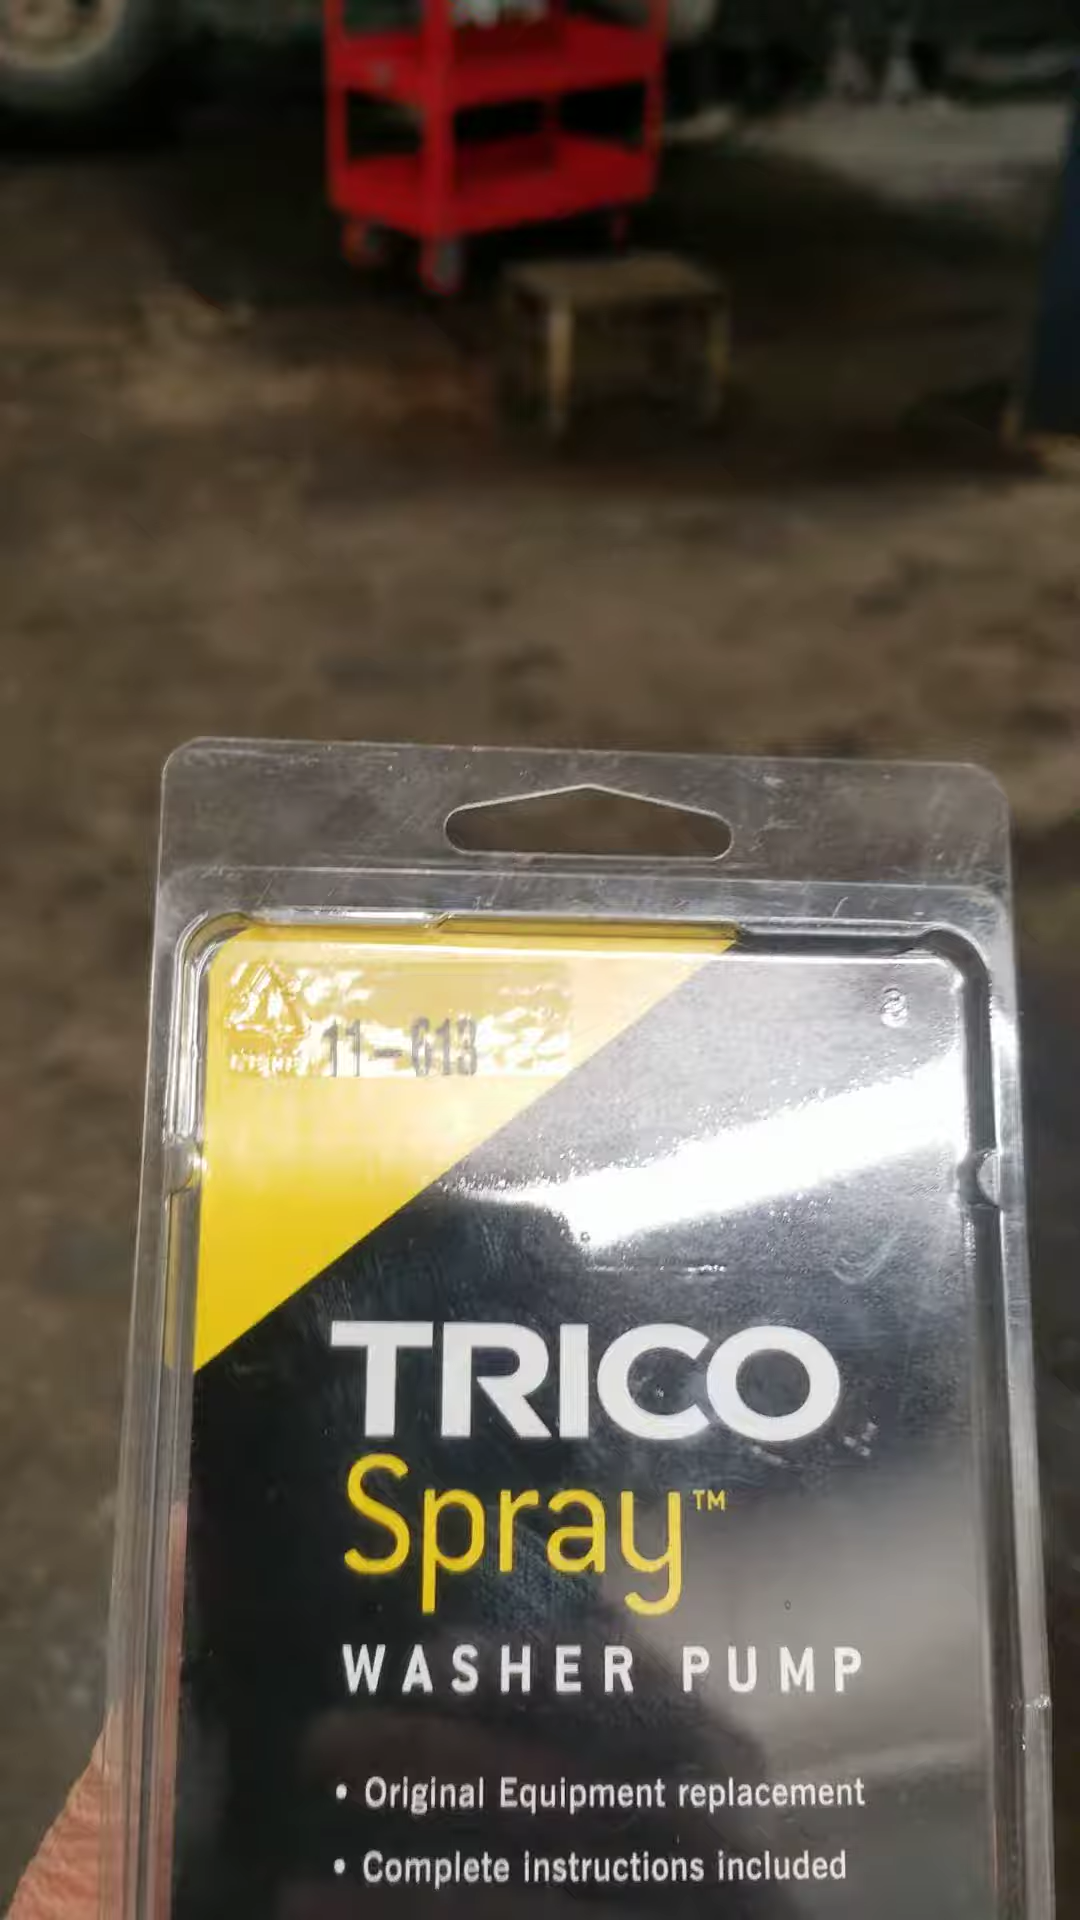 11-613
TRICO
Spray™
WASHER PUMP
• Original Equipment replacement
• Complete instructions included